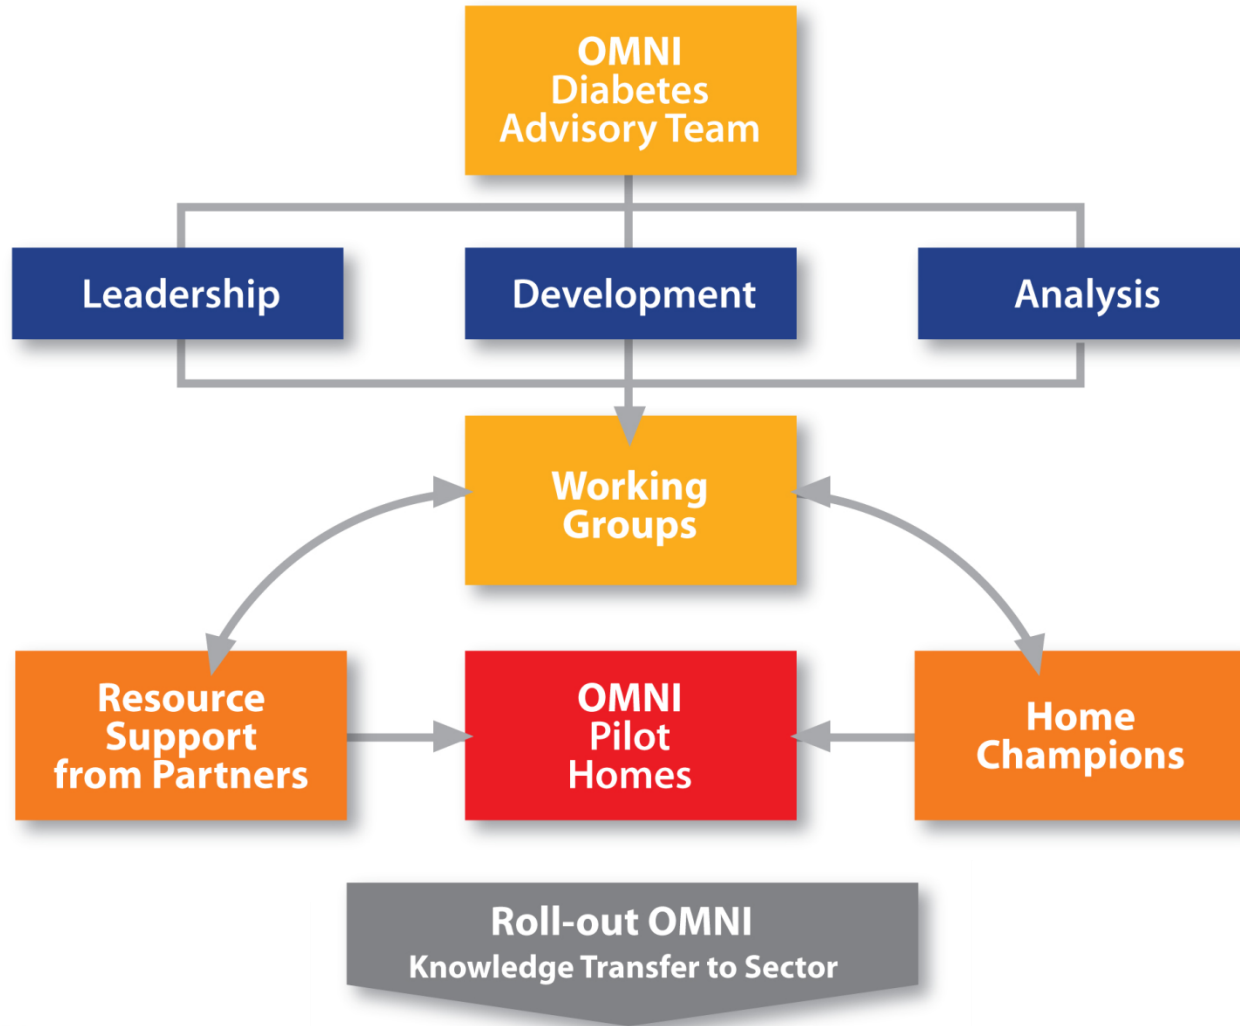 OMNI
Diabetes
Advisory Team
Leadership
Development
Analysis
Working
Groups
Resource
Support
from Partners
OMNI
Pilot
Homes
Home
Champions
Roll-out OMNI
Knowledge Transfer to Sector